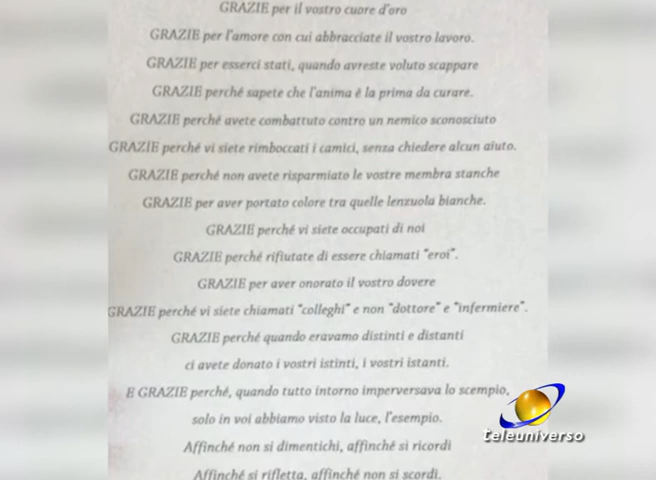 GRAZIE per il vostro cuore d'oro
GRAZIE per l'amore con cui abbracciate il vostro lavoro.
GRAZIE per esserci stati, quando avreste voluto scappare
GRAZIE perché sapete che l'anima è la prima da curare.
GRAZIE perché avete combattuto contro un nemico sconosciuto
GRAZIE perché vi siete rimboccati i camici, senza chiedere alcun aiuto.
GRAZIE perché non avete risparmiato le vostre membra stanche
GRAZIE per aver portato colore tra quelle lenzuola bianche.
GRAZIE perché vi siete occupati di noi
GRAZIE perché rifiutate di essere chiamati "eroi".
GRAZIE per aver onorato il vostro dovere
GRAZIE perché vi siete chiamati "colleghi" e non "dottore" e "infermiere".
GRAZIE perché quando eravamo distinti e distanti
ci avete donato i vostri istinti, i vostri istanti.
E GRAZIE perché, quando tutto intorno imperversava lo scempio,
solo in voi abbiamo visto la luce, l'esempio.
Affinché non si dimentichi, affinché si ricordi
Affinché si rifletta, affinché non si scordi.
teleuniverso